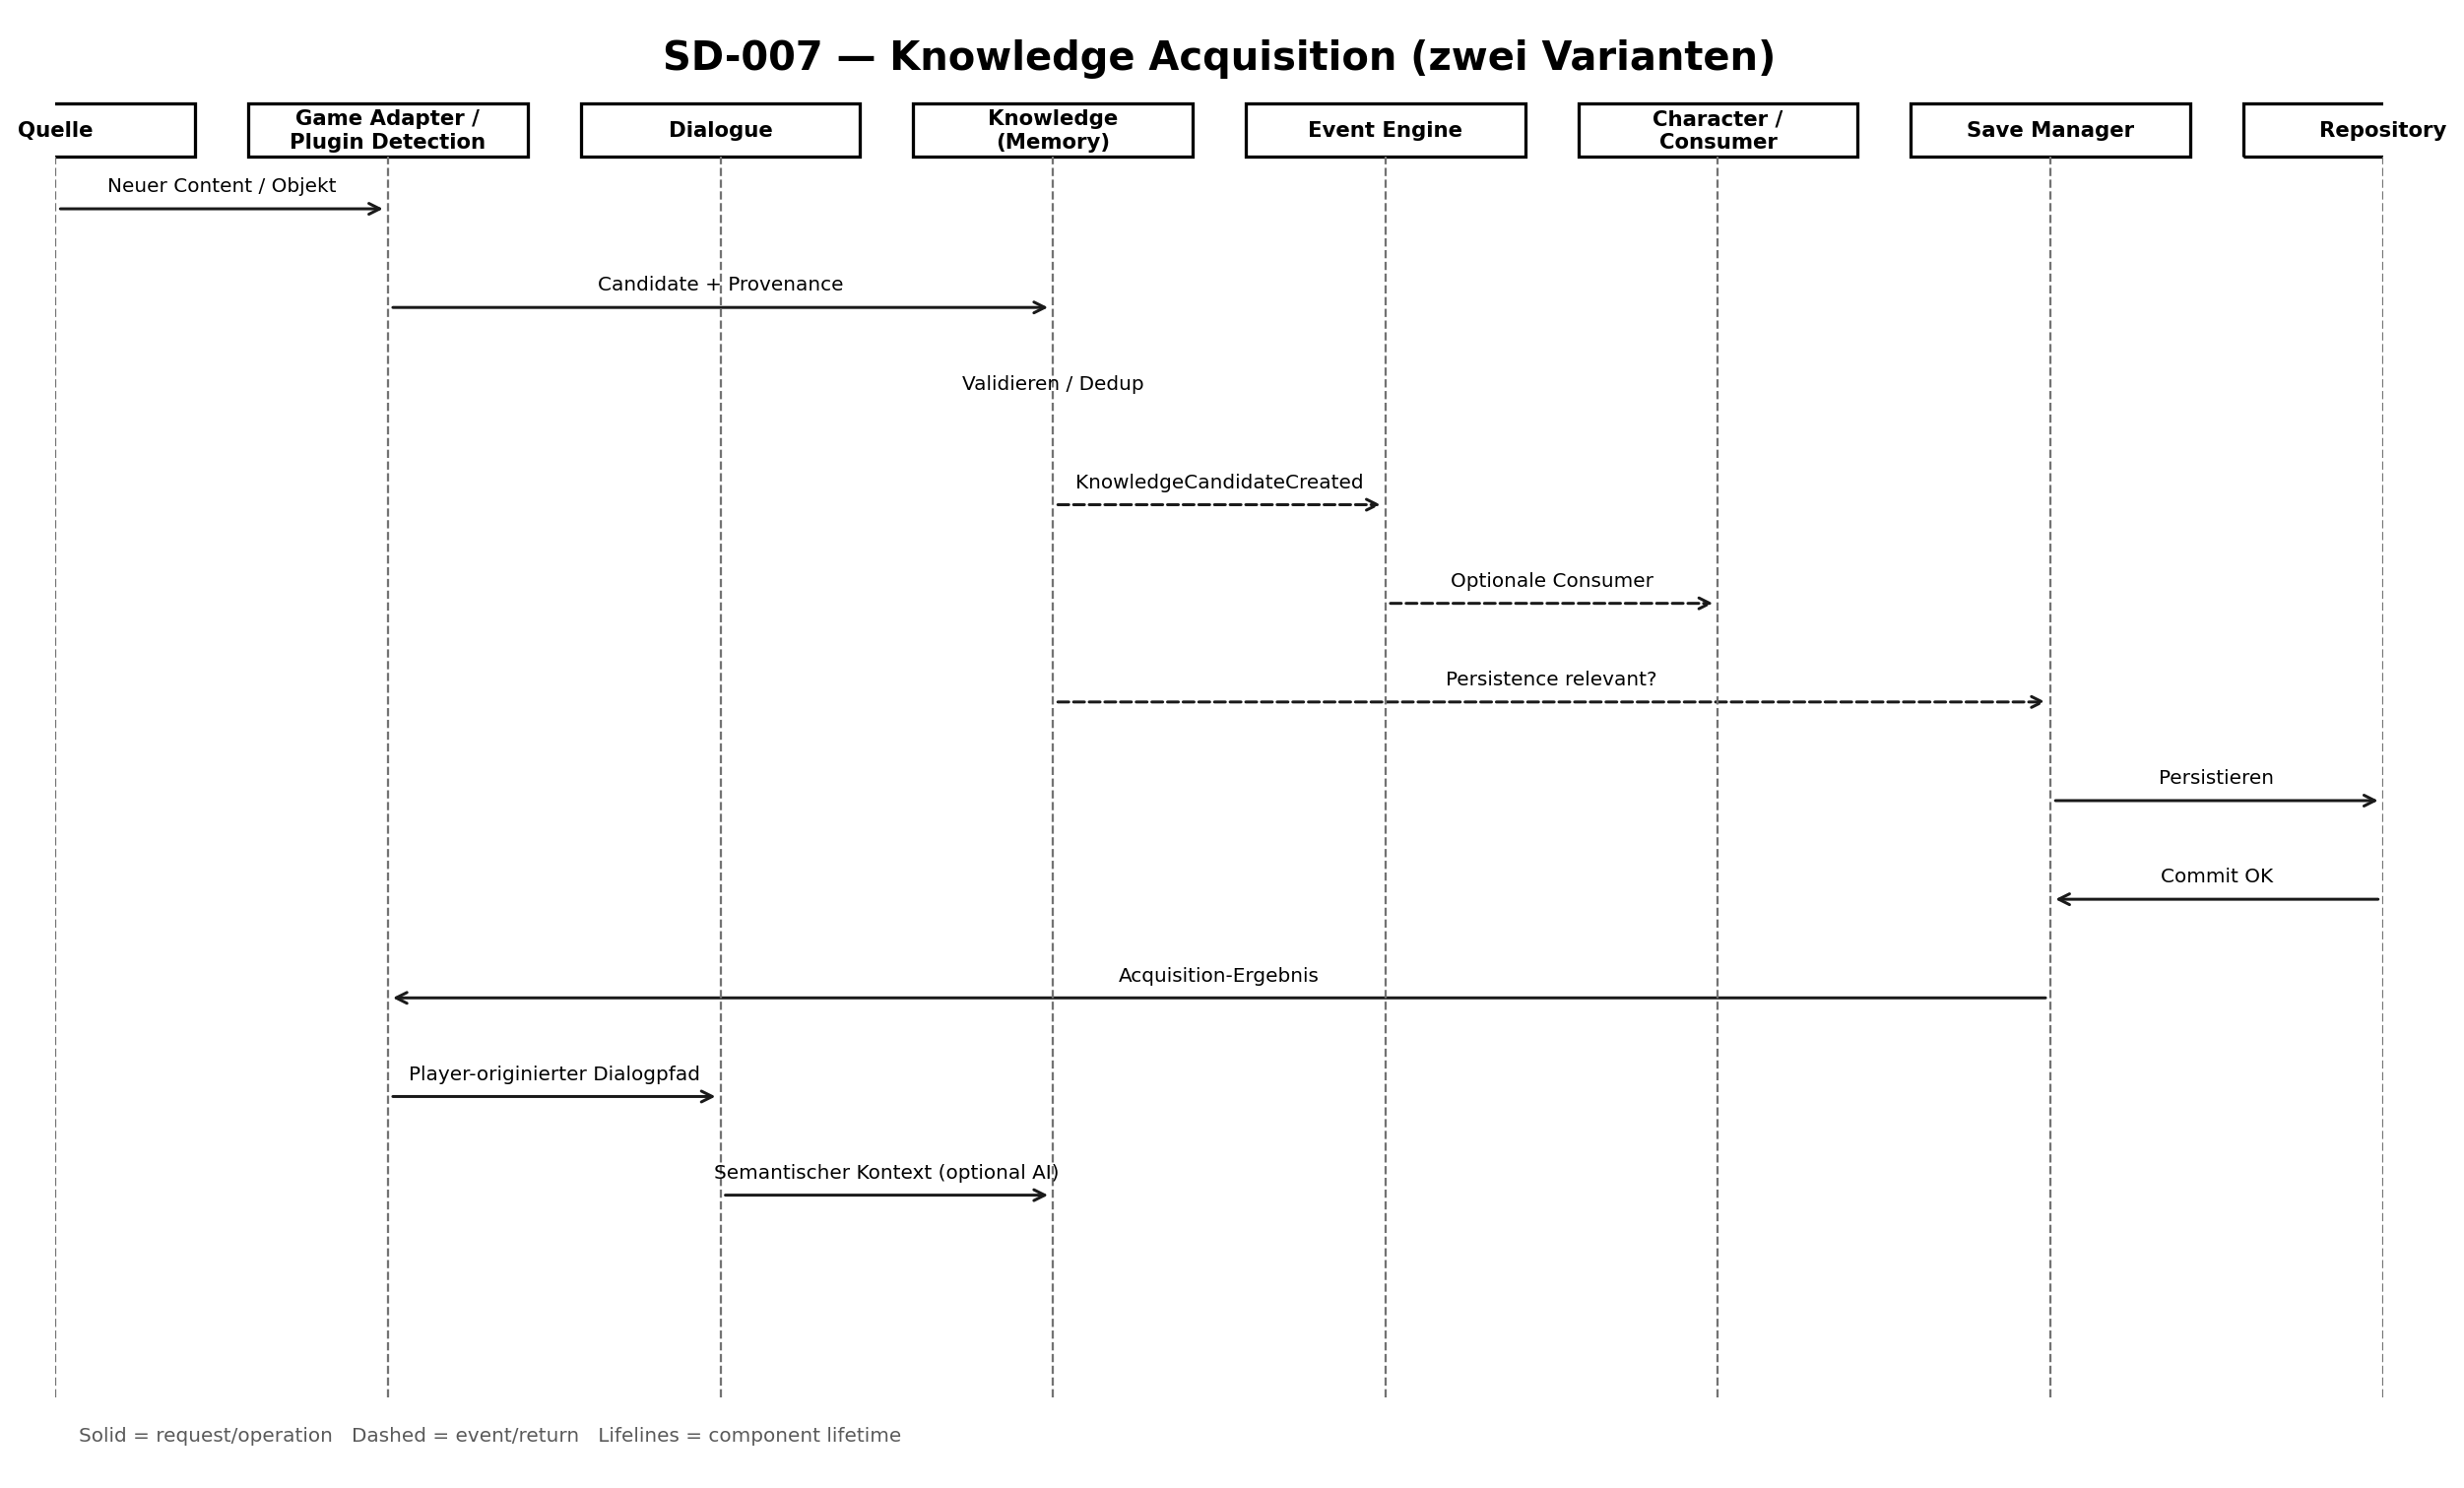 SD-007 — Knowledge Acquisition (zwei Varianten)
Quelle
Game Adapter /
Plugin Detection
Dialogue
Knowledge
(Memory)
Event Engine
Character /
Consumer
Save Manager
Repository
Neuer Content / Objekt
Candidate + Provenance
Validieren / Dedup
KnowledgeCandidateCreated
Optionale Consumer
Persistence relevant?
Persistieren
Commit OK
Acquisition-Ergebnis
Player-originierter Dialogpfad
Semantischer Kontext (optional AI)
Solid = request/operation   Dashed = event/return   Lifelines = component lifetime